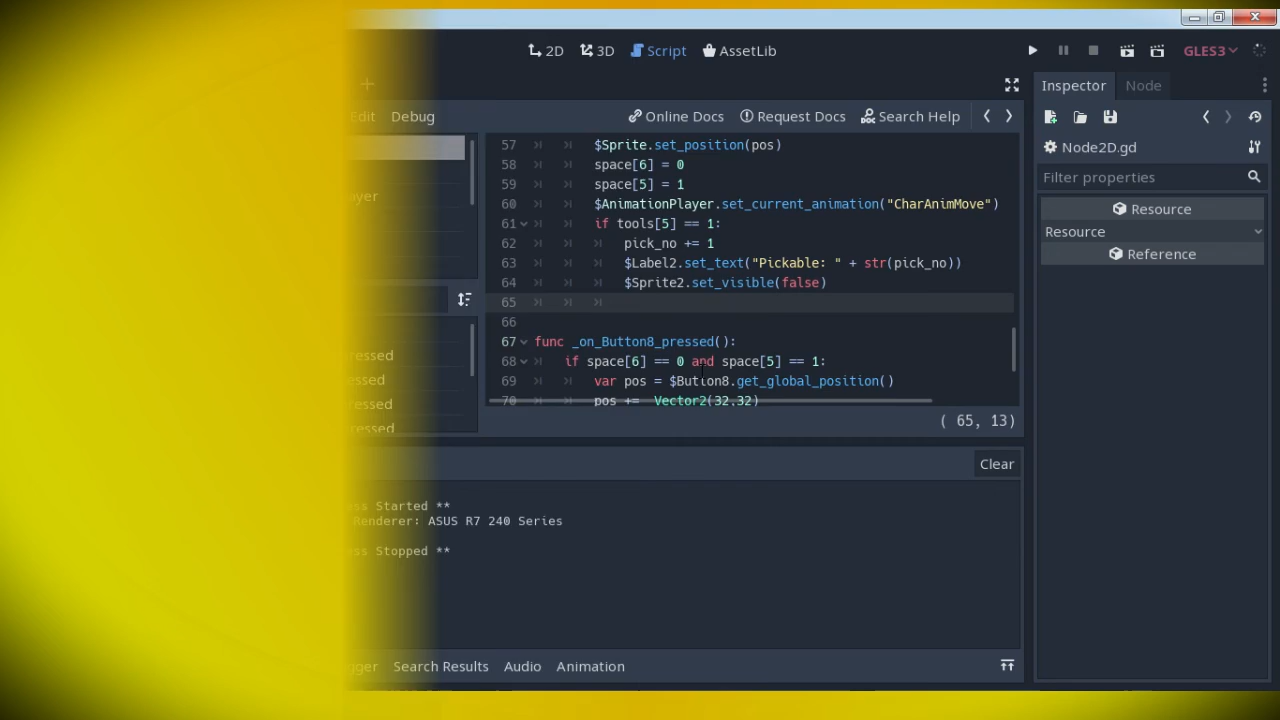 2D 3D Script AssetLib GLES3
Inspector Node
Edit Debug Online Docs Request Docs Search Help
Node2D.gd
Filter properties
Resource
Resource
Reference
57 $Sprite.set_position(pos)
58 space[6] = 0
59 space[5] = 1
60 $AnimationPlayer.set_current_animation("CharAnimMove")
61 if tools[5] == 1:
62 pick_no += 1
63 $Label2.set_text("Pickable: " + str(pick_no))
64 $Sprite2.set_visible(false)
65
66
67 func _on_Button8_pressed():
68 if space[6] == 0 and space[5] == 1:
69 var pos = $Button8.get_global_position()
70 pos += Vector2(32,32)
( 65, 13)
ayer
essed
essed
essed
Clear
ss Started **
Renderer: ASUS R7 240 Series
ss Stopped **
gger Search Results Audio Animation